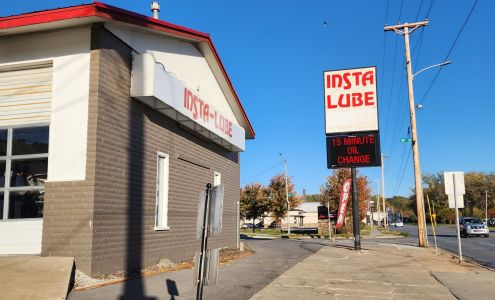 INSTA-LUBE
INSTA
LUBE
15 MINUTE
OIL
CHANGE